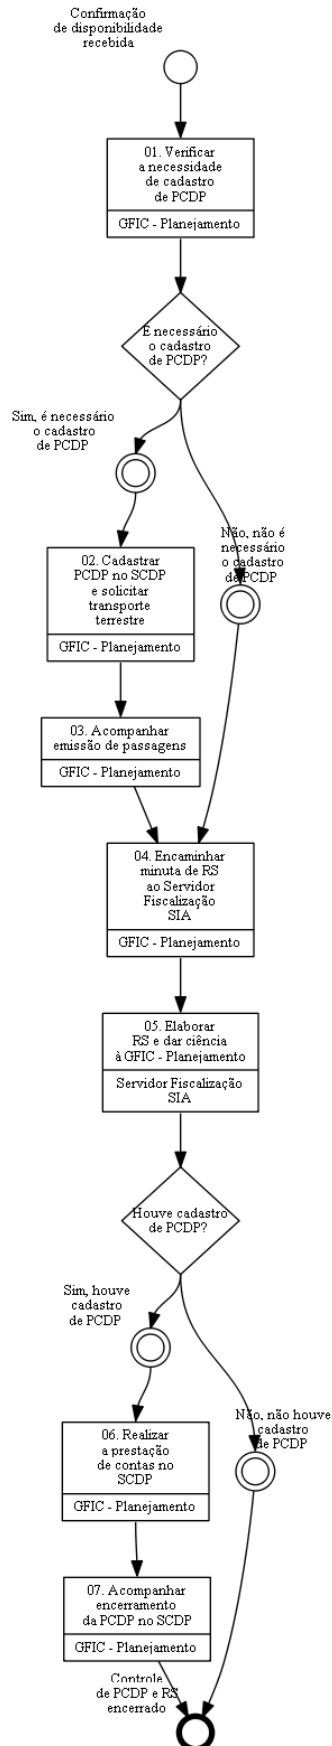 Confirmação
de disponibilidade
recebida
01. Verificar
a necessidade
de cadastro
de PCDP
GFIC - Planejamento
É necessário
o cadastro
de PCDP?
Sim, é necessário
o cadastro
de PCDP
Não, não é
necessário
o cadastro
de PCDP
02. Cadastrar
PCDP no SCDP
e solicitar
transporte
terrestre
GFIC - Planejamento
03. Acompanhar
emissão de passagens
GFIC - Planejamento
04. Encaminhar
minuta de RS
ao Servidor
Fiscalização
SIA
GFIC - Planejamento
05. Elaborar
RS e dar ciência
à GFIC - Planejamento
Servidor Fiscalização
SIA
Houve cadastro
de PCDP?
Sim, houve
cadastro
de PCDP
Não, não houve
cadastro
de PCDP
06. Realizar
a prestação
de contas no
SCDP
GFIC - Planejamento
07. Acompanhar
encerramento
da PCDP no SCDP
GFIC - Planejamento
Controle
de PCDP e RS
encerrado